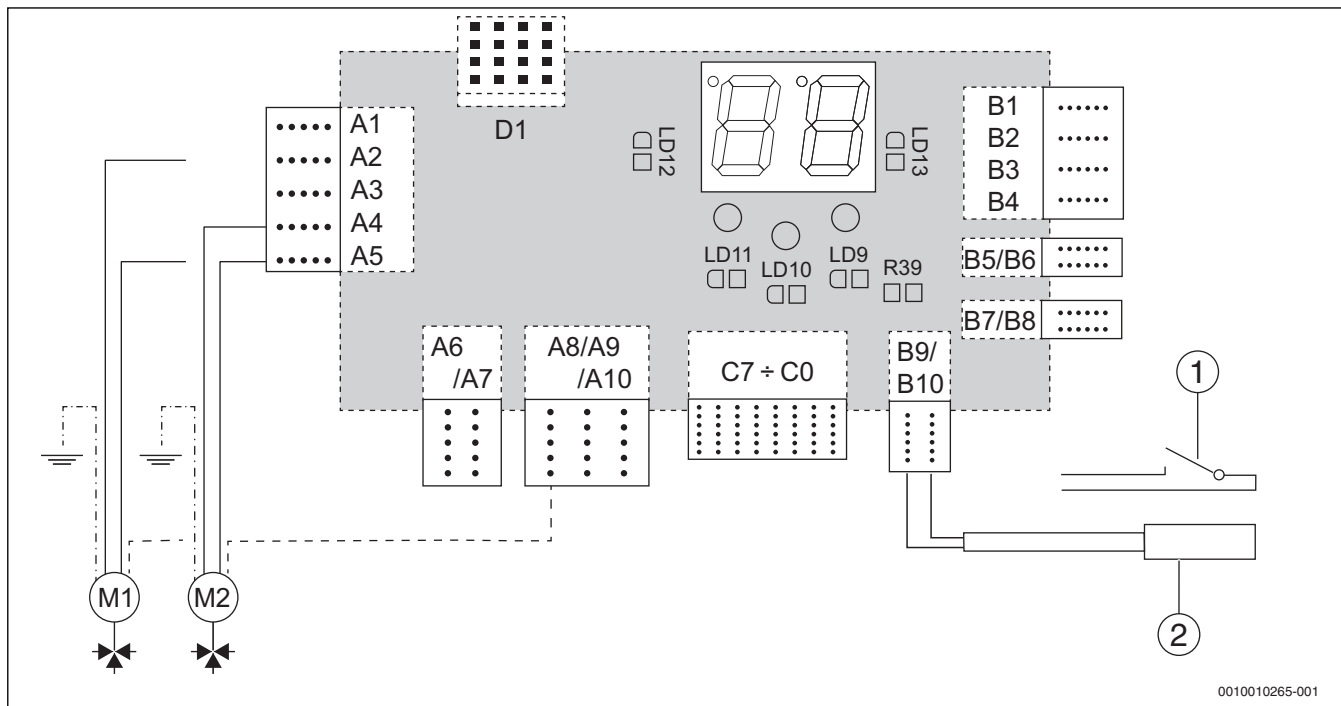 D1
A1
A2
A3
A4
A5
LD12
88
LD13
B1
B2
B3
B4
LD11
LD10
LD9
R39
B5/B6
B7/B8
A6
/A7
A8/A9
/A10
C7 ÷ C0
B9/
B10
1
M1
M2
2
0010010265-001